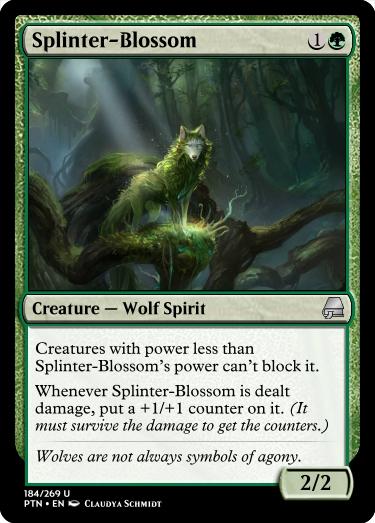 Splinter-Blossom 1
Creature — Wolf Spirit
Creatures with power less than
Splinter-Blossom's power can't block it.
Whenever Splinter-Blossom is dealt
damage, put a +1/+1 counter on it. (It
must survive the damage to get the counters.)
Wolves are not always symbols of agony.
2/2
184/269 U
PTN • EN Claudya Schmidt